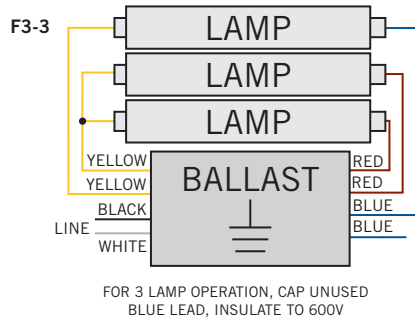 F3-3
LAMP
LAMP
LAMP
YELLOW
YELLOW
BLACK
LINE
WHITE
BALLAST
RED
RED
BLUE
BLUE
FOR 3 LAMP OPERATION, CAP UNUSED
BLUE LEAD, INSULATE TO 600V